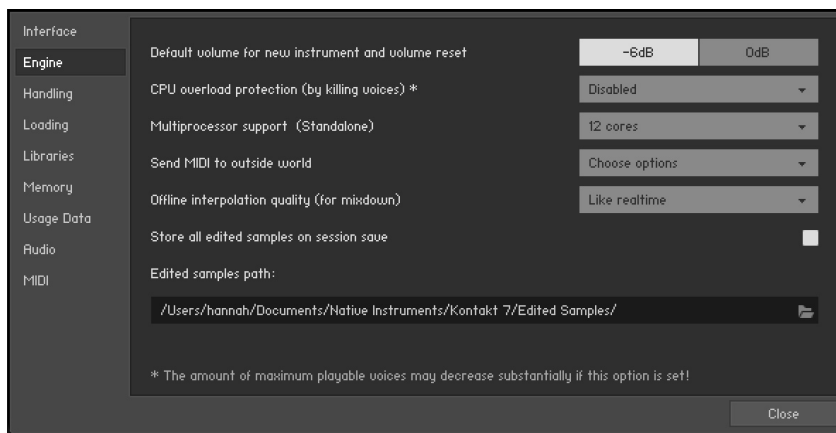 Interface
Engine
Handling
Loading
Libraries
Memory
Usage Data
Audio
MIDI
Default volume for new instrument and volume reset -6dB 0dB
CPU overload protection (by killing voices) * Disabled
Multiprocessor support (Standalone) 12 cores
Send MIDI to outside world Choose options
Offline interpolation quality (for mixdown) Like realtime
Store all edited samples on session save
Edited samples path:
/Users/hannah/Documents/Native Instruments/Kontakt 7/Edited Samples/
* The amount of maximum playable voices may decrease substantially if this option is set!
Close